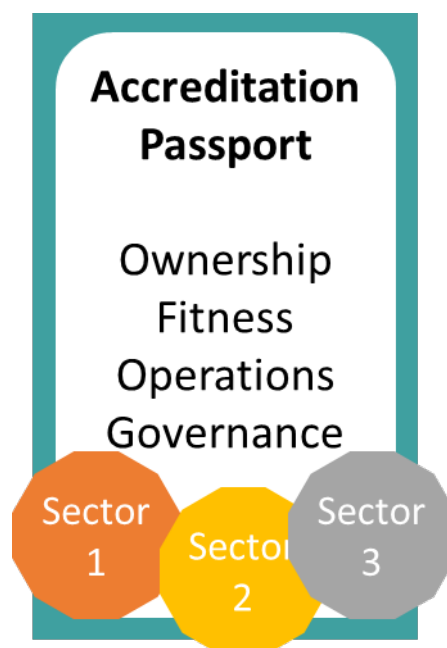 Accreditation
Passport
Ownership
Fitness
Operations
Governance
Sector
1
Sector
2
Sector
3